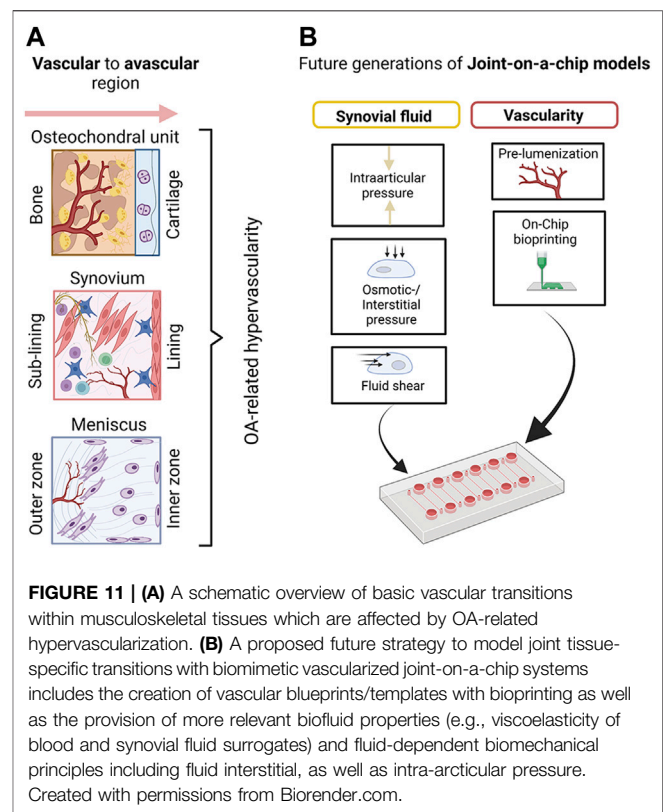 A
Vascular to avascular
region
Osteochondral unit
Bone
Cartilage
Synovium
Sub-lining
Lining
Meniscus
Outer zone
Inner zone
OA-related hypervascularity
B
Future generations of Joint-on-a-chip models
Synovial fluid
Intraarticular
pressure
Osmotic-/
Interstitial
pressure
Fluid shear
Vascularity
Pre-lumenization
On-Chip
bioprinting
FIGURE 11 | (A) A schematic overview of basic vascular transitions
within musculoskeletal tissues which are affected by OA-related
hypervascularization. (B) A proposed future strategy to model joint tissue-
specific transitions with biomimetic vascularized joint-on-a-chip systems
includes the creation of vascular blueprints/templates with bioprinting as well
as the provision of more relevant biofluid properties (e.g., viscoelasticity of
blood and synovial fluid surrogates) and fluid-dependent biomechanical
principles including fluid interstitial, as well as intra-arcticular pressure.
Created with permissions from Biorender.com.